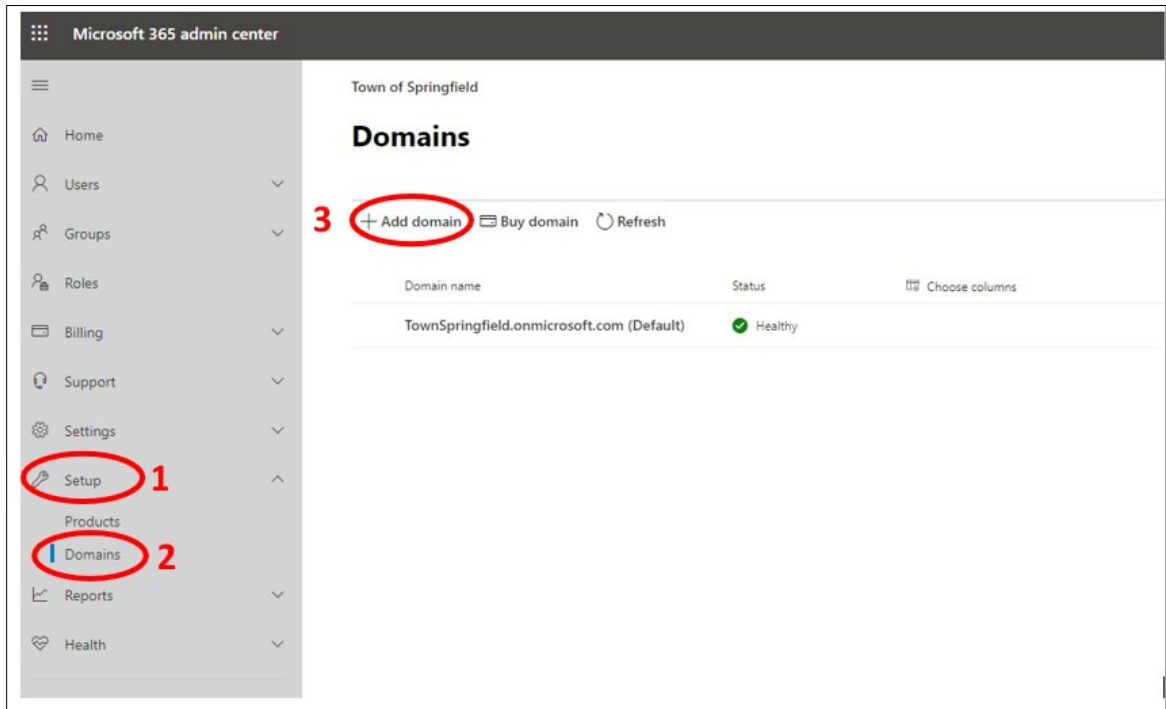 Microsoft 365 admin center
Home
Users
Groups
Roles
Billing
Support
Settings
Setup 1
Products
Domains 2
Reports
Health
Town of Springfield
Domains
3 Add domain Buy domain Refresh
Domain name Status Choose columns
TownSpringfield.onmicrosoft.com (Default) Healthy